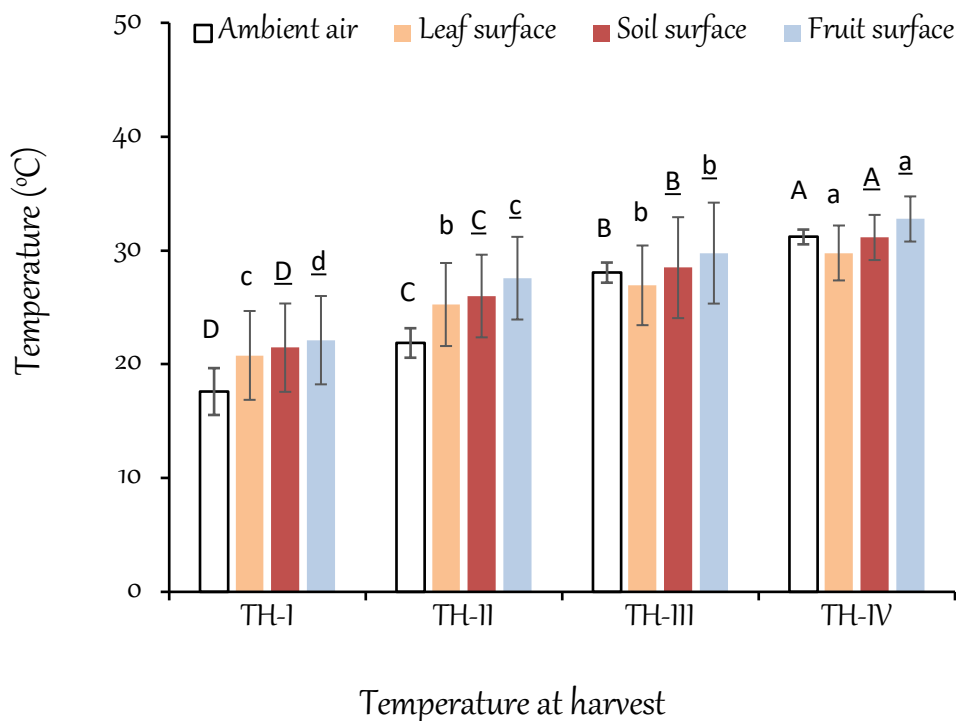 50
Ambient air Leaf surface Soil surface Fruit surface
40
30
20
10
0
Temperature (ºC)
D c D d
C b C c
B b B b
A a A a
TH-I TH-II TH-III TH-IV
Temperature at harvest